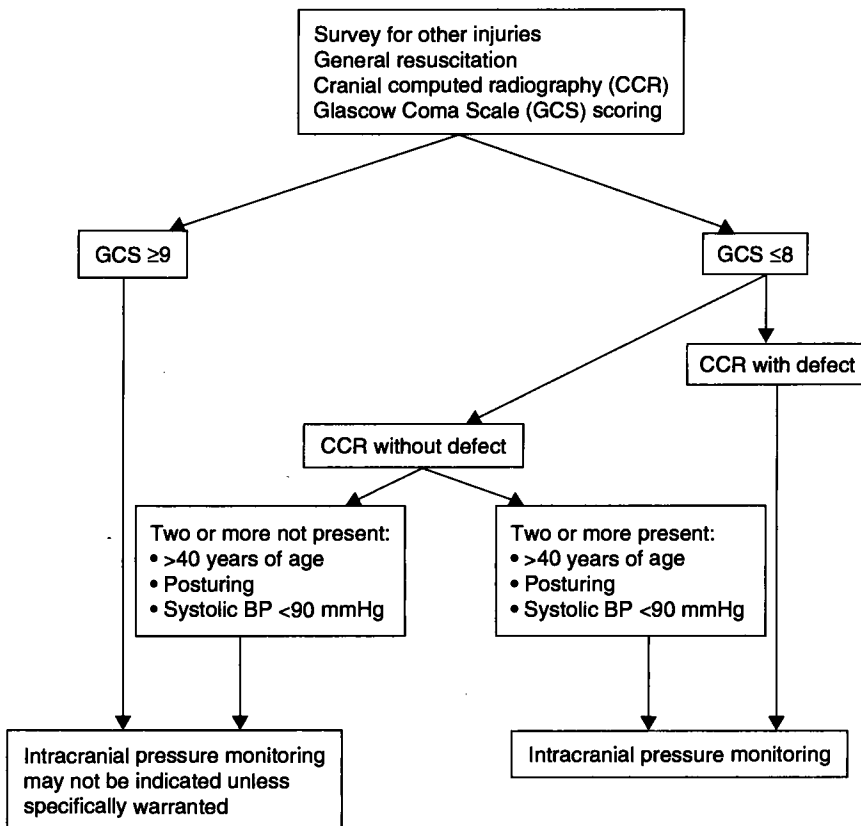 Survey for other injuries
General resuscitation
Cranial computed radiography (CCR)
Glascow Coma Scale (GCS) scoring
GCS ≥9
GCS ≤8
CCR with defect
CCR without defect
Two or more not present:
• >40 years of age
• Posturing
• Systolic BP <90 mmHg
Two or more present:
• >40 years of age
• Posturing
• Systolic BP <90 mmHg
Intracranial pressure monitoring
may not be indicated unless
specifically warranted
Intracranial pressure monitoring